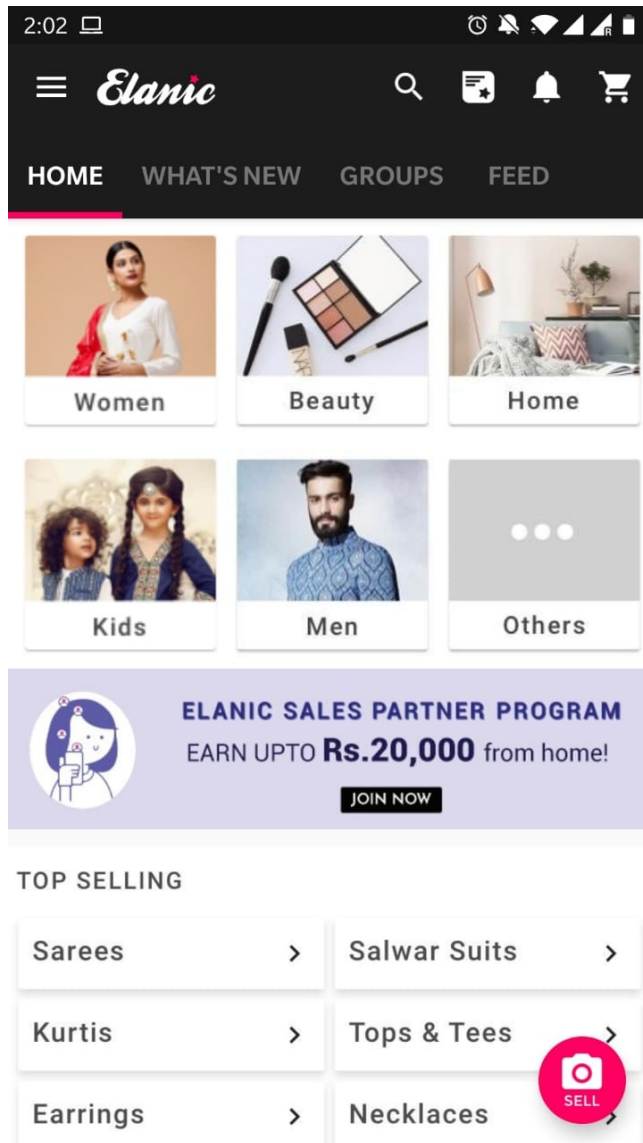 2:02
R
Elanic
HOME WHAT'S NEW GROUPS FEED
NARS
Women Beauty Home
Kids Men Others
ELANIC SALES PARTNER PROGRAM
EARN UPTO Rs.20,000 from home!
JOIN NOW
TOP SELLING
Sarees Salwar Suits
Kurtis Tops & Tees
SELL
Earrings Necklaces